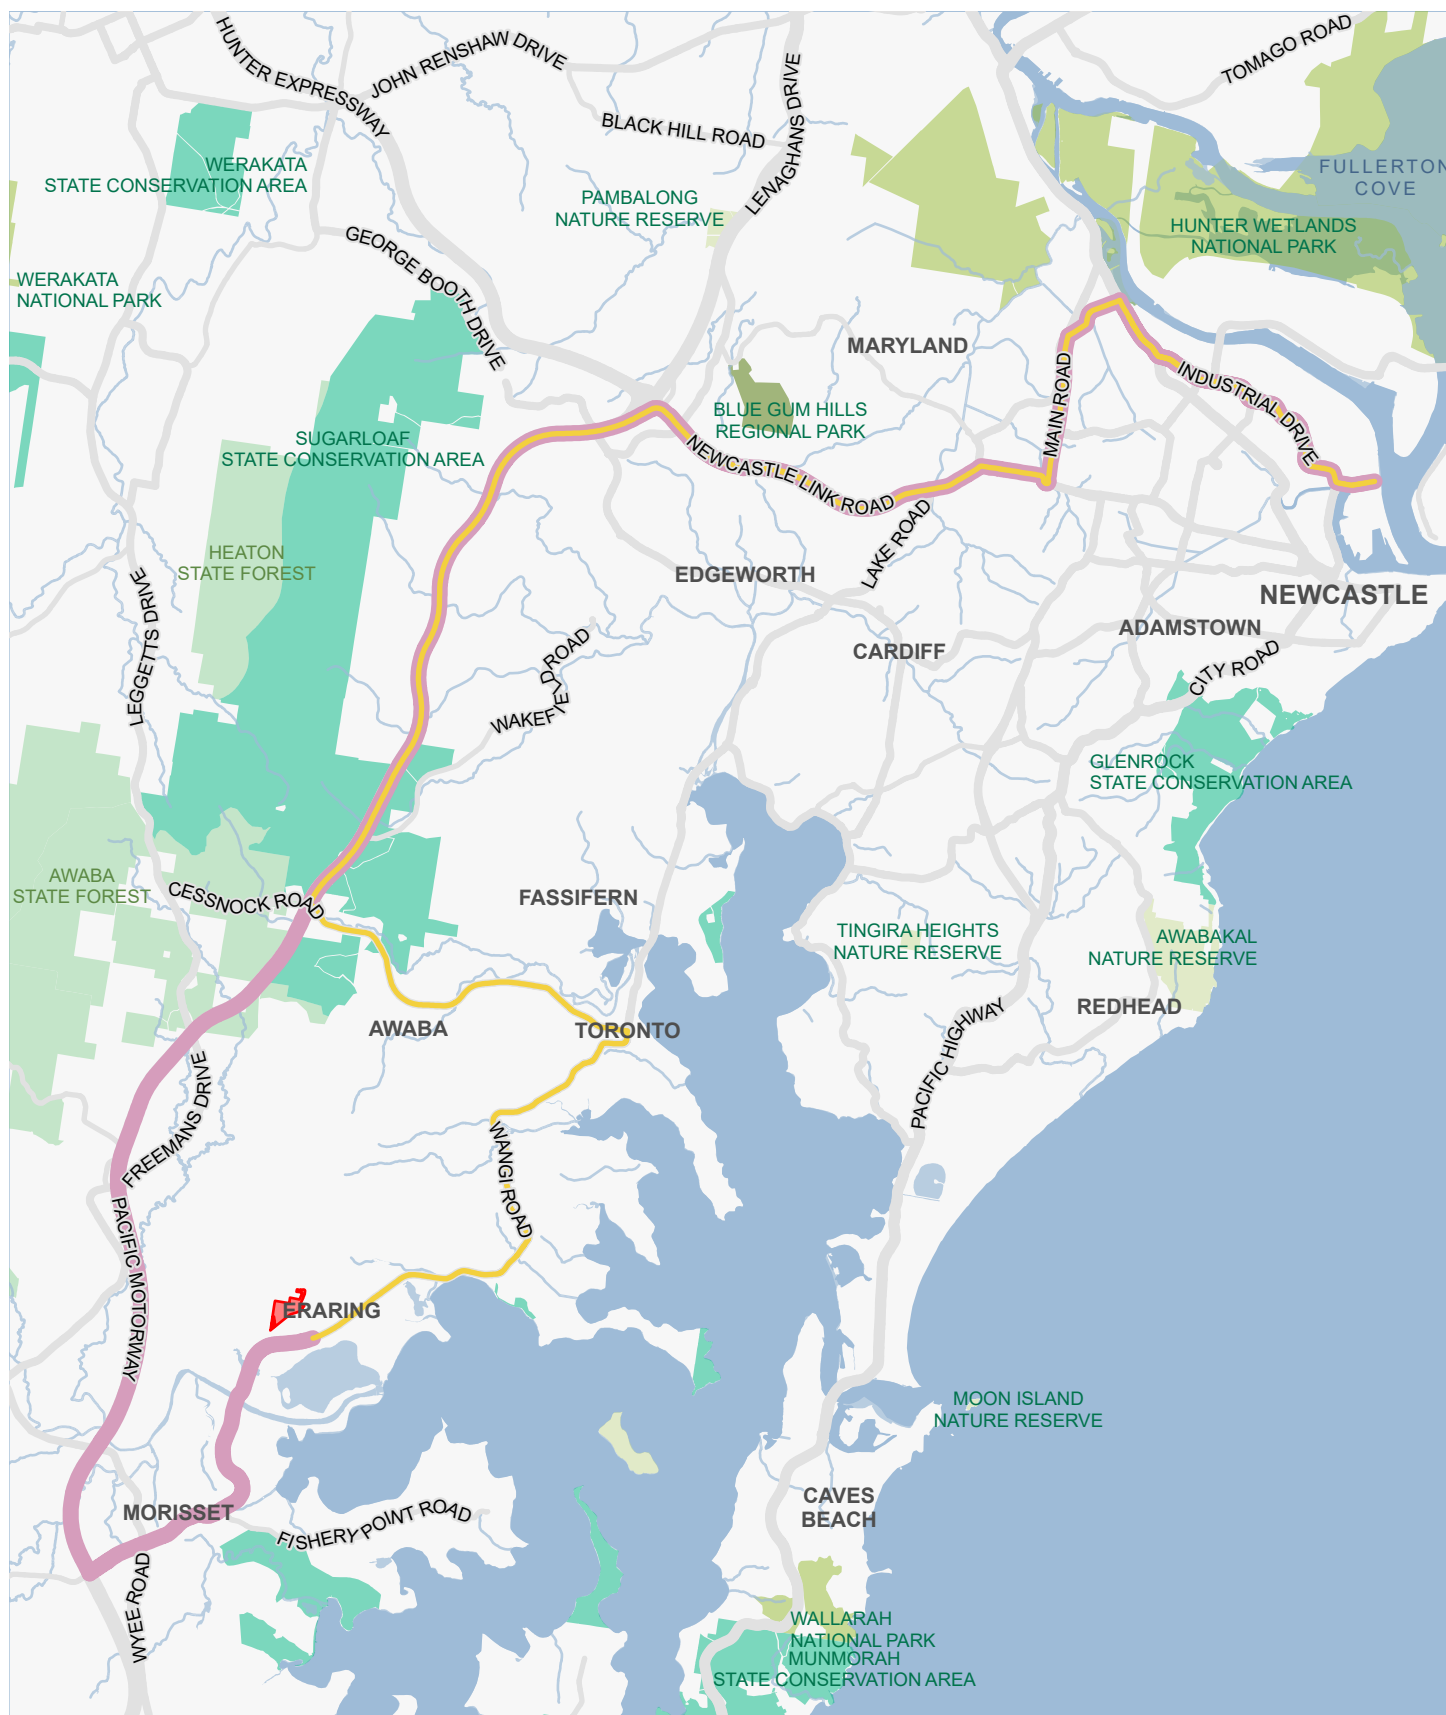 HUNTER EXPRESSWAY
JOHN RENSHAW DRIVE
TOMAGO ROAD
BLACK HILL ROAD
LENAGHANS DRIVE
WERAKATA
STATE CONSERVATION AREA
FULLERTON
COVE
PAMBALONG
NATURE RESERVE
HUNTER WETLANDS
NATIONAL PARK
GEORGE BOOTH DRIVE
WERAKATA
NATIONAL PARK
MARYLAND
MAIN ROAD
INDUSTRIAL DRIVE
BLUE GUM HILLS
REGIONAL PARK
SUGARLOAF
STATE CONSERVATION AREA
NEWCASTLE LINK ROAD
LAKE ROAD
HEATON
STATE FOREST
EDGEWORTH
NEWCASTLE
LEGGETTS DRIVE
ADAMSTOWN
CARDIFF
CITY ROAD
WAKEFIELD ROAD
GLENROCK
STATE CONSERVATION AREA
AWABA
STATE FOREST
CESSNOCK ROAD
FASSIFERN
TINGIRA HEIGHTS
NATURE RESERVE
AWABAKAL
NATURE RESERVE
REDHEAD
AWABA
TORONTO
PACIFIC HIGHWAY
FREEMANS DRIVE
WANGI ROAD
PACIFIC MOTORWAY
ERARING
MOON ISLAND
NATURE RESERVE
MORISSET
CAVES
BEACH
FISHERY POINT ROAD
WYEE ROAD
WALLARAH
NATIONAL PARK
MUNMORAH
STATE CONSERVATION AREA